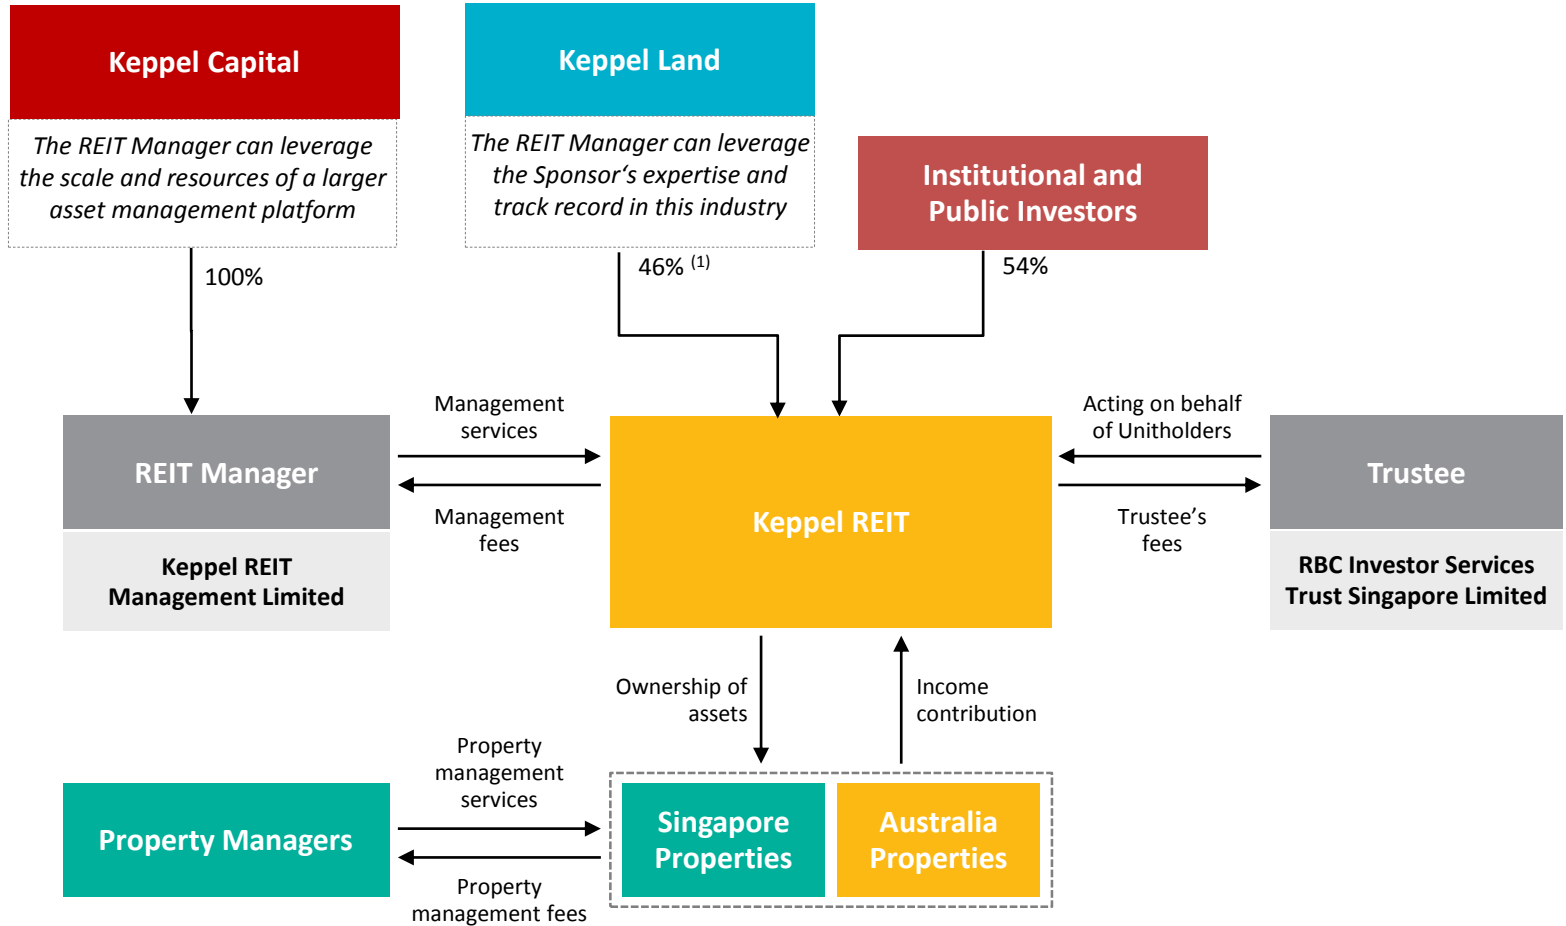 Keppel Capital
The REIT Manager can leverage
the scale and resources of a larger
asset management platform
100%
Keppel Land
The REIT Manager can leverage
the Sponsor‘s expertise and
track record in this industry
46% (1)
Institutional and
Public Investors
54%
REIT Manager
Keppel REIT
Management Limited
Management
services
Management
fees
Keppel REIT
Acting on behalf
of Unitholders
Trustee’s
fees
Trustee
RBC Investor Services
Trust Singapore Limited
Ownership of
assets
Income
contribution
Property Managers
Property
management
services
Property
management fees
Singapore
Properties
Australia
Properties